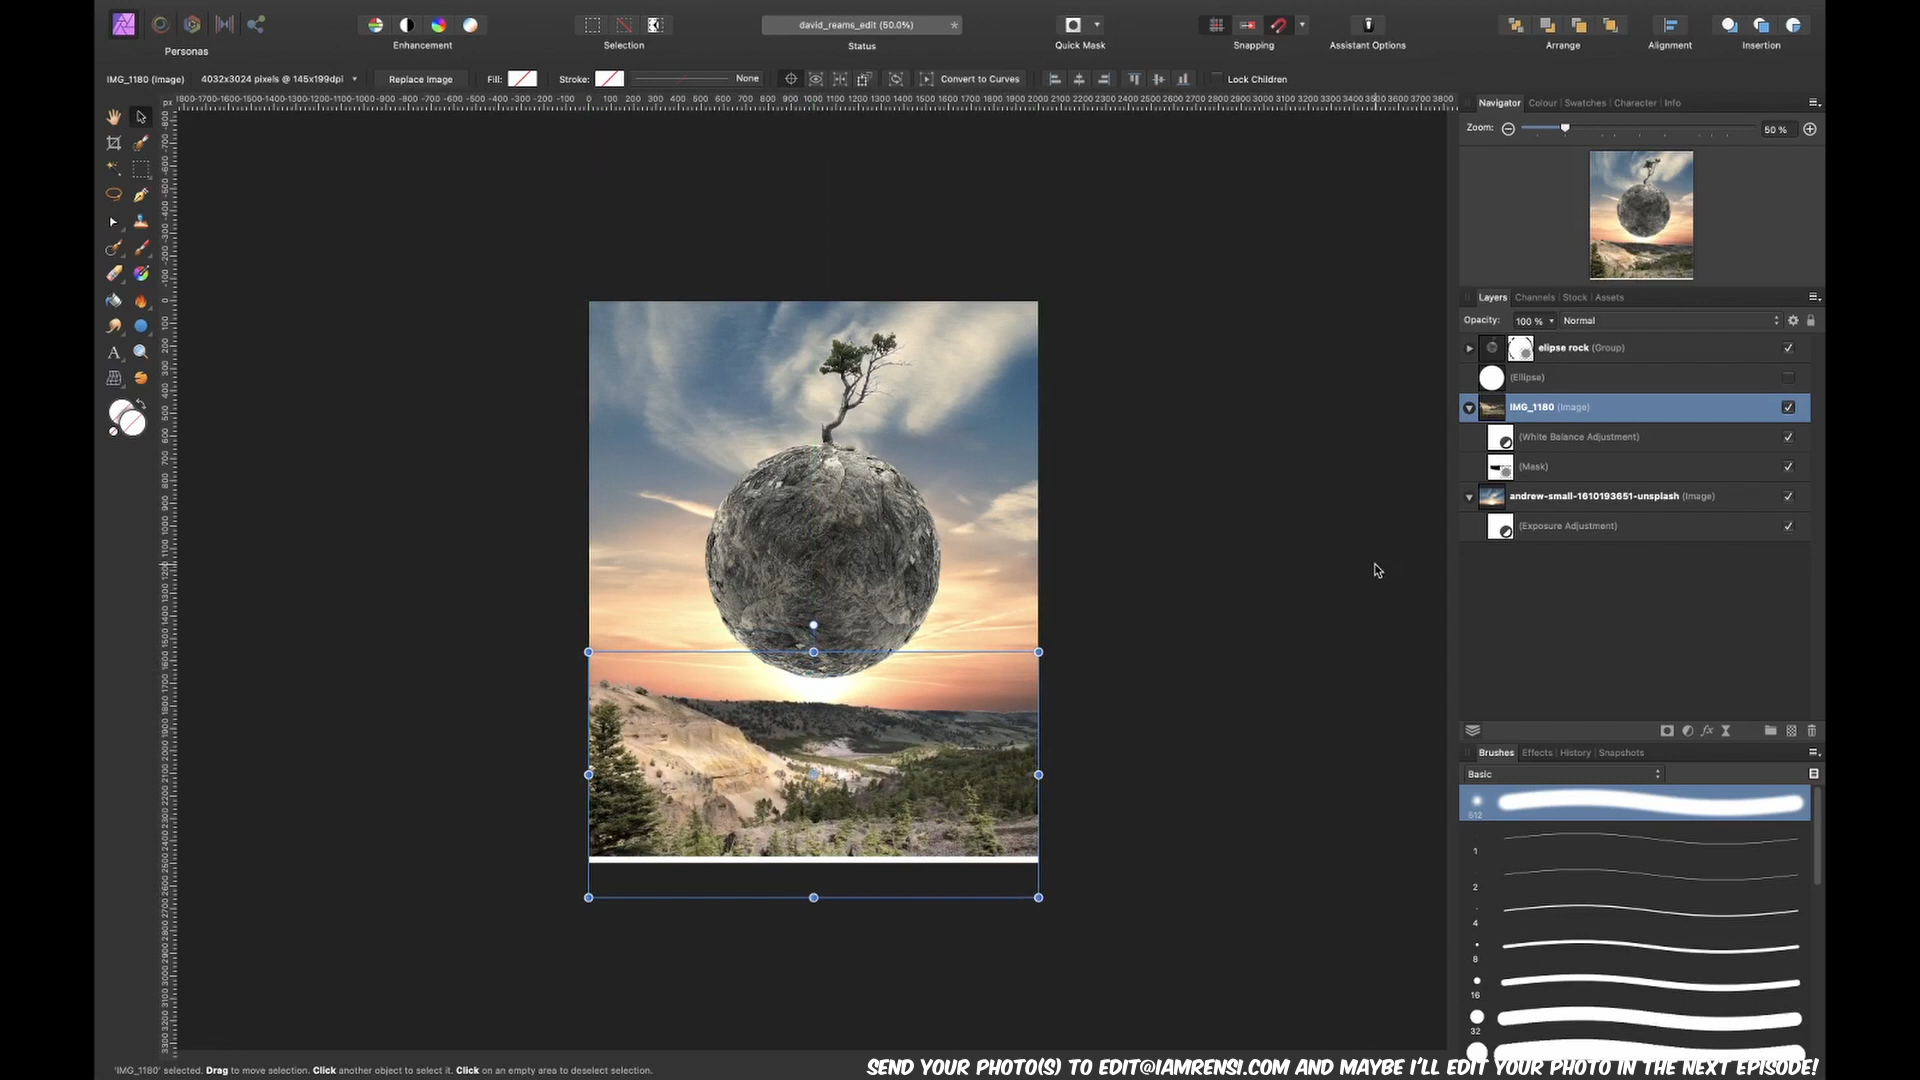 david_reams_edit (50.0%)
*
Personas
Enhancement
Selection
Status
Quick Mask
Snapping
Assistant Options
Arrange
Alignment
Insertion
IMG_1180 (Image)
4032x3024 pixels @ 145x199dpi
Replace Image
Fill:
Stroke:
None
Convert to Curves
Lock Children
px
Navigator
Colour
Swatches
Character
Info
Zoom:
50 %
Layers
Channels
Stock
Assets
Opacity:
100 %
Normal
elipse rock (Group)
(Ellipse)
IMG_1180 (Image)
(White Balance Adjustment)
(Mask)
andrew-small-1610193651-unsplash (Image)
(Exposure Adjustment)
Brushes
Effects
History
Snapshots
Basic
512
1
2
4
8
16
32
'IMG_1180' selected. Drag to move selection. Click another object to select it. Click on an empty area to deselect selection.
SEND YOUR PHOTO(S) TO EDIT@IAMRENSI.COM AND MAYBE I'LL EDIT YOUR PHOTO IN THE NEXT EPISODE!